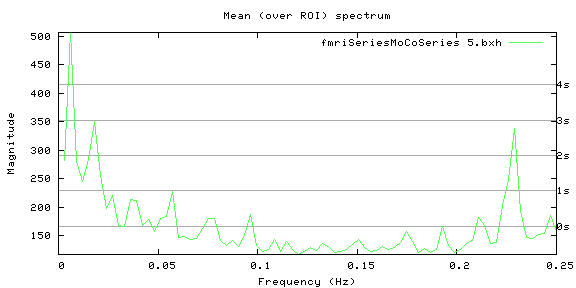 Mean (over ROI) spectrum
fmriSeriesMoCoSeries 5.bxh
Magnitude
500
450
400
350
300
250
200
150
4s
3s
2s
1s
0s
0 0.05 0.1 0.15 0.2 0.25
Frequency (Hz)